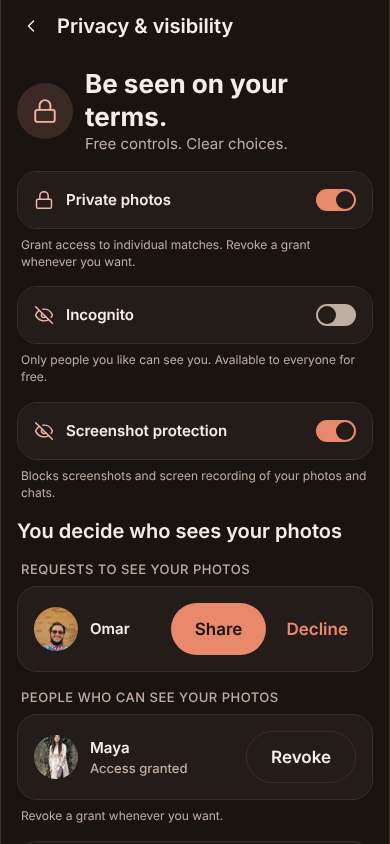 Privacy & visibility
Be seen on your
terms.
Free controls. Clear choices.
Private photos
Grant access to individual matches. Revoke a grant
whenever you want.
Incognito
Only people you like can see you. Available to everyone for
free.
Screenshot protection
Blocks screenshots and screen recording of your photos and
chats.
You decide who sees your photos
REQUESTS TO SEE YOUR PHOTOS
Omar
Share
Decline
PEOPLE WHO CAN SEE YOUR PHOTOS
Maya
Access granted
Revoke
Revoke a grant whenever you want.